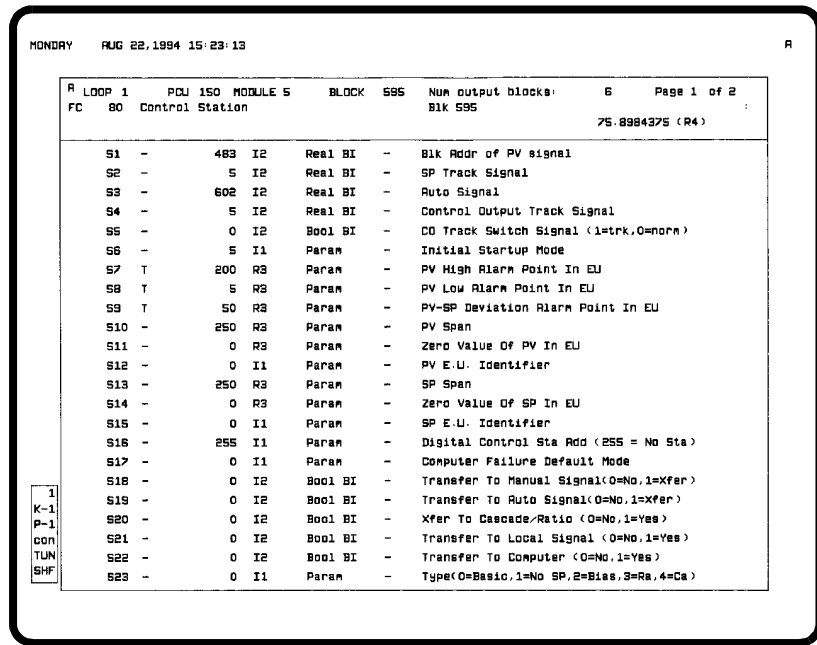 MONDAY AUG 22,1994 15:23:13 A
A LOOP 1 PCU 150 MODULE 5 BLOCK 595 Num output blocks: 6 Page 1 of 2
FC 80 Control Station Blk 595 :
75.8984375 (R4)
S1 - 483 I2 Real BI - Blk Addr of PV signal
S2 - 5 I2 Real BI - SP Track Signal
S3 - 602 I2 Real BI - Auto Signal
S4 - 5 I2 Real BI - Control Output Track Signal
S5 - 0 I2 Bool BI - CO Track Switch Signal (1=trk,0=norm)
S6 - 5 I1 Param - Initial Startup Mode
S7 T 200 R3 Param - PV High Alarm Point In EU
S8 T 5 R3 Param - PV Low Alarm Point In EU
S9 T 50 R3 Param - PV-SP Deviation Alarm Point In EU
S10 - 250 R3 Param - PV Span
S11 - 0 R3 Param - Zero Value Of PV In EU
S12 - 0 I1 Param - PV E.U. Identifier
S13 - 250 R3 Param - SP Span
S14 - 0 R3 Param - Zero Value Of SP In EU
S15 - 0 I1 Param - SP E.U. Identifier
S16 - 255 I1 Param - Digital Control Sta Add (255 = No Sta)
S17 - 0 I1 Param - Computer Failure Default Mode
S18 - 0 I2 Bool BI - Transfer To Manual Signal(0=No,1=Xfer)
S19 - 0 I2 Bool BI - Transfer To Auto Signal(0=No,1=Xfer)
S20 - 0 I2 Bool BI - Xfer To Cascade/Ratio (0=No,1=Yes)
S21 - 0 I2 Bool BI - Transfer To Local Signal (0=No,1=Yes)
S22 - 0 I2 Bool BI - Transfer To Computer (0=No,1=Yes)
S23 - 0 I1 Param - Type(0=Basic,1=No SP,2=Bias,3=Ra,4=Ca)
1
K-1
P-1
con
TUN
SHF